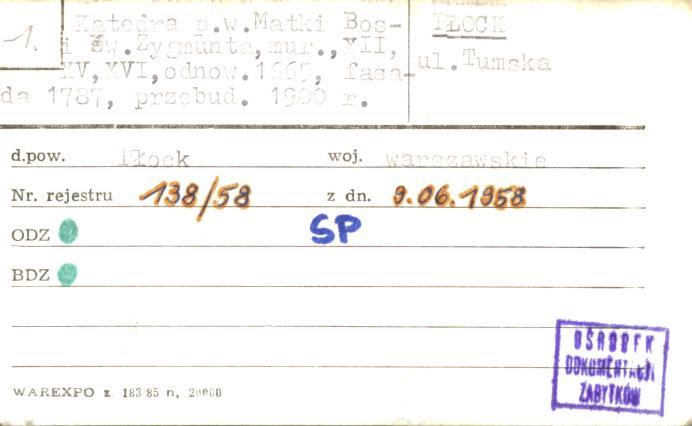 1.
Katedra p.w.Matki Bos-
i Św.Zygmunta,mur.,XII,
XV,XVI,odnow.1665, fasa-
da 1787, przebud. 1900 r.
PŁOCK
ul.Tumska
d.pow. Płock woj. warszawskie
Nr. rejestru 138/58 z dn. 9.06.1958
ODZ SP
BDZ
OŚRODEK
DOKUMENTACJI
ZABYTKÓW
WAREXPO z. 183/85 n, 20000